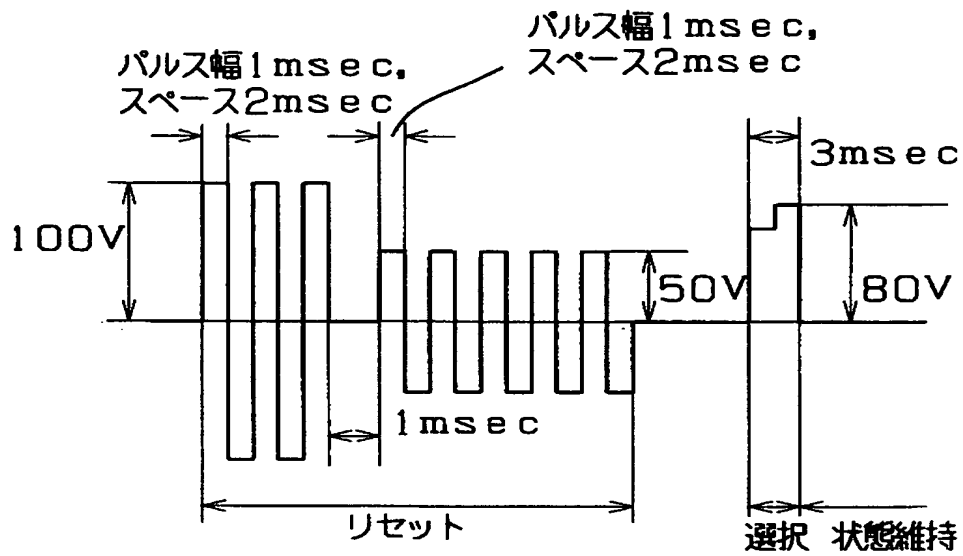 パルス幅1msec,
スペース2msec
パルス幅1msec,
スペース2msec
3msec
100V
50V
80V
1msec
リセット
選択 状態維持